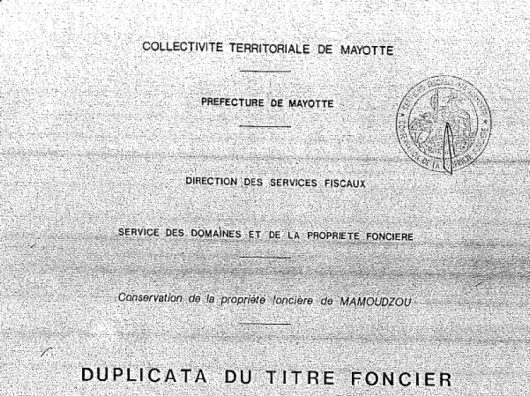 COLLECTIVITE TERRITORIALE DE MAYOTTE
PREFECTURE DE MAYOTTE
DIRECTION DES SERVICES FISCAUX
SERVICE DES DOMAINES ET DE LA PROPRIETE FONCIERE
Conservation de la propriété foncière de MAMOUDZOU
DUPLICATA DU TITRE FONCIER